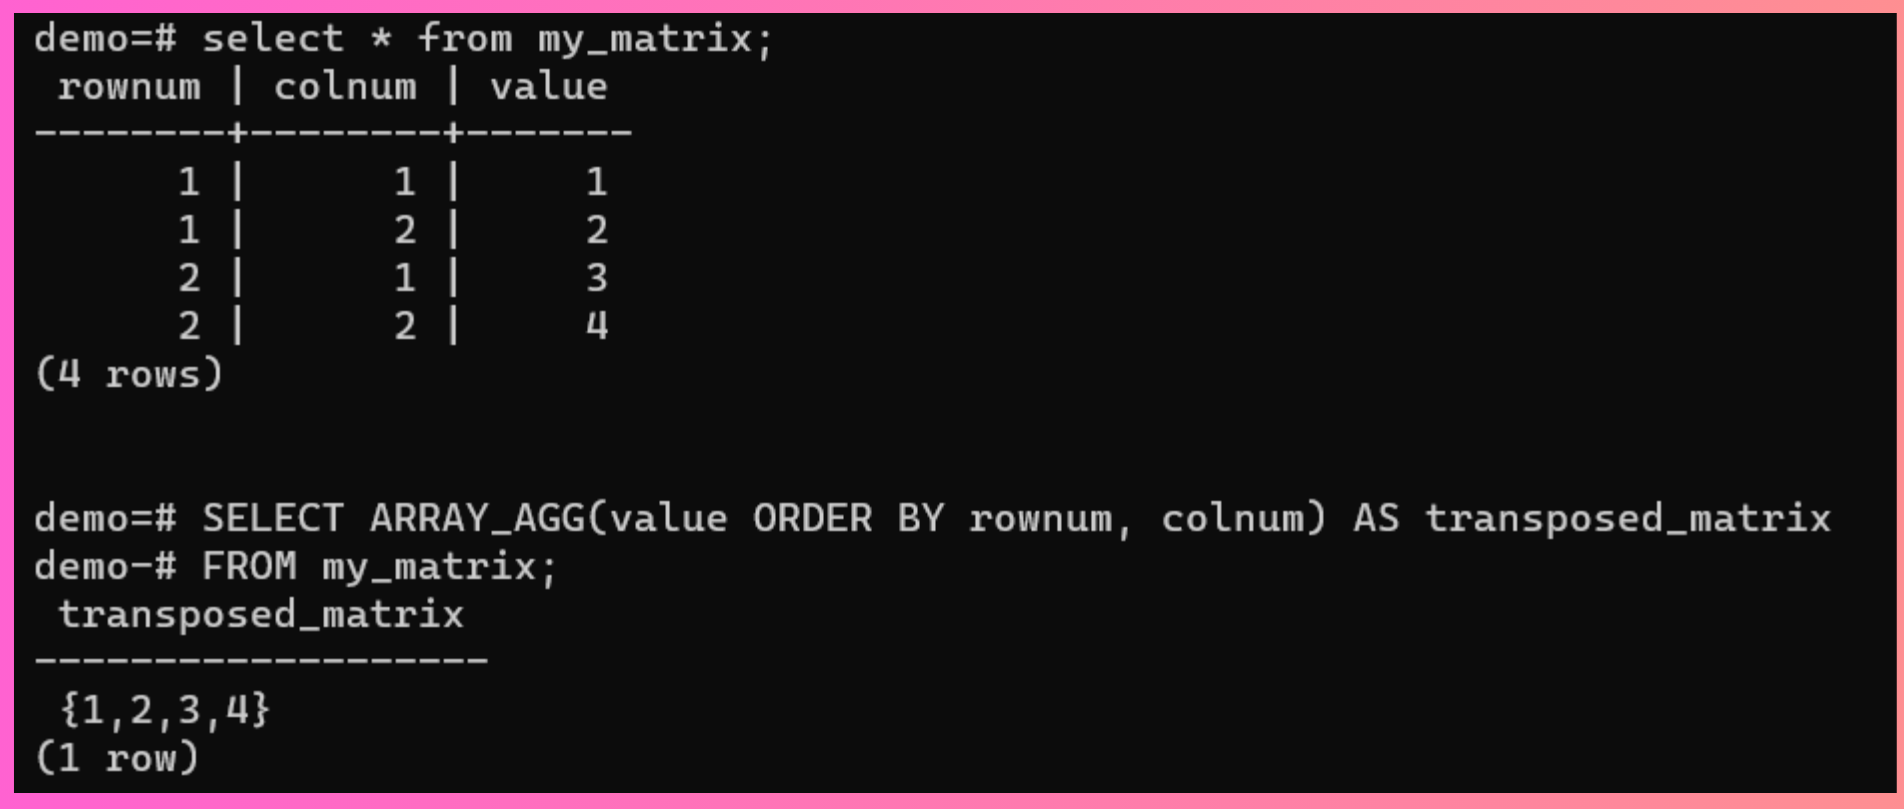 demo=# select * from my_matrix;
 rownum | colnum | value
--------+--------+-------
      1 |      1 |     1
      1 |      2 |     2
      2 |      1 |     3
      2 |      2 |     4
(4 rows)
demo=# SELECT ARRAY_AGG(value ORDER BY rownum, colnum) AS transposed_matrix
demo-# FROM my_matrix;
 transposed_matrix
-------------------
 {1,2,3,4}
(1 row)